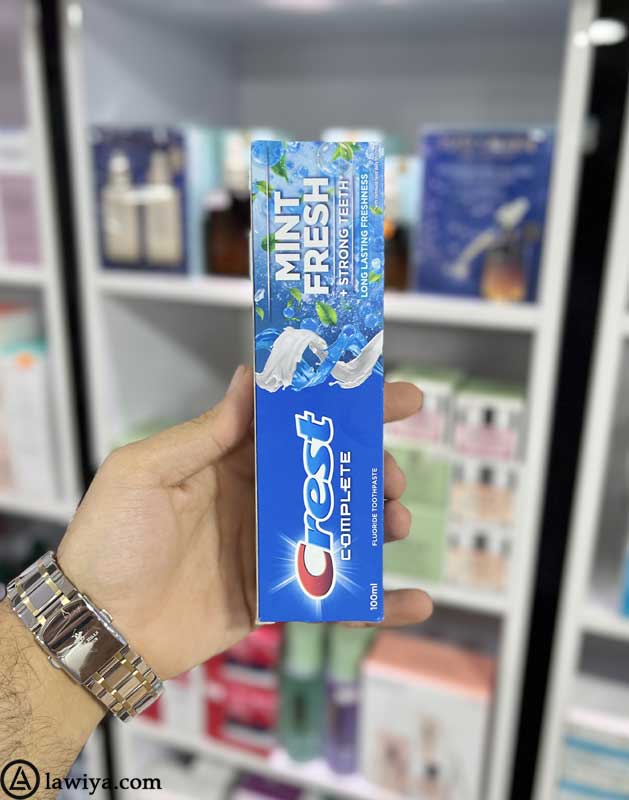 MINT
FRESH
+ STRONG TEETH
LONG LASTING FRESHNESS
Crest
COMPLETE
FLUORIDE TOOTHPASTE
100ml
lawiya.com